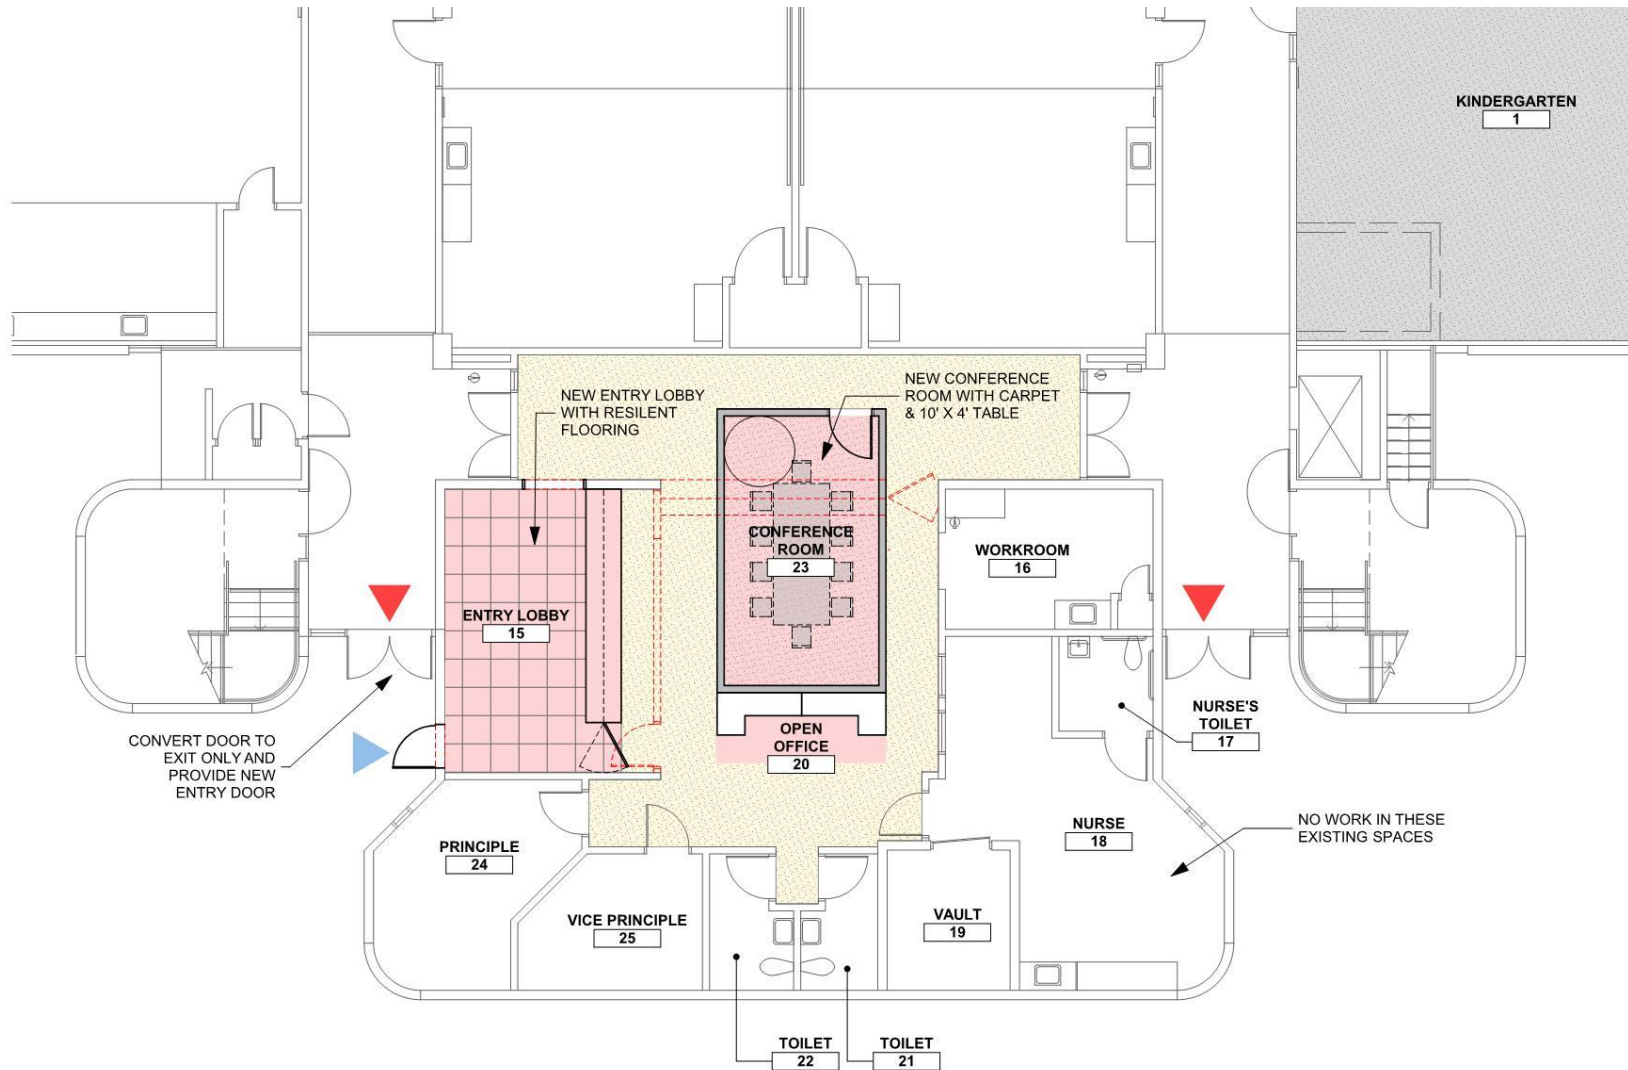 KINDERGARTEN
1
NEW ENTRY LOBBY
WITH RESILENT
FLOORING
NEW CONFERENCE
ROOM WITH CARPET
& 10' X 4' TABLE
CONFERENCE
ROOM
23
WORKROOM
16
ENTRY LOBBY
15
NURSE'S
TOILET
17
OPEN
OFFICE
20
CONVERT DOOR TO
EXIT ONLY AND
PROVIDE NEW
ENTRY DOOR
PRINCIPLE
24
NURSE
18
NO WORK IN THESE
EXISTING SPACES
VICE PRINCIPLE
25
VAULT
19
TOILET
22
TOILET
21